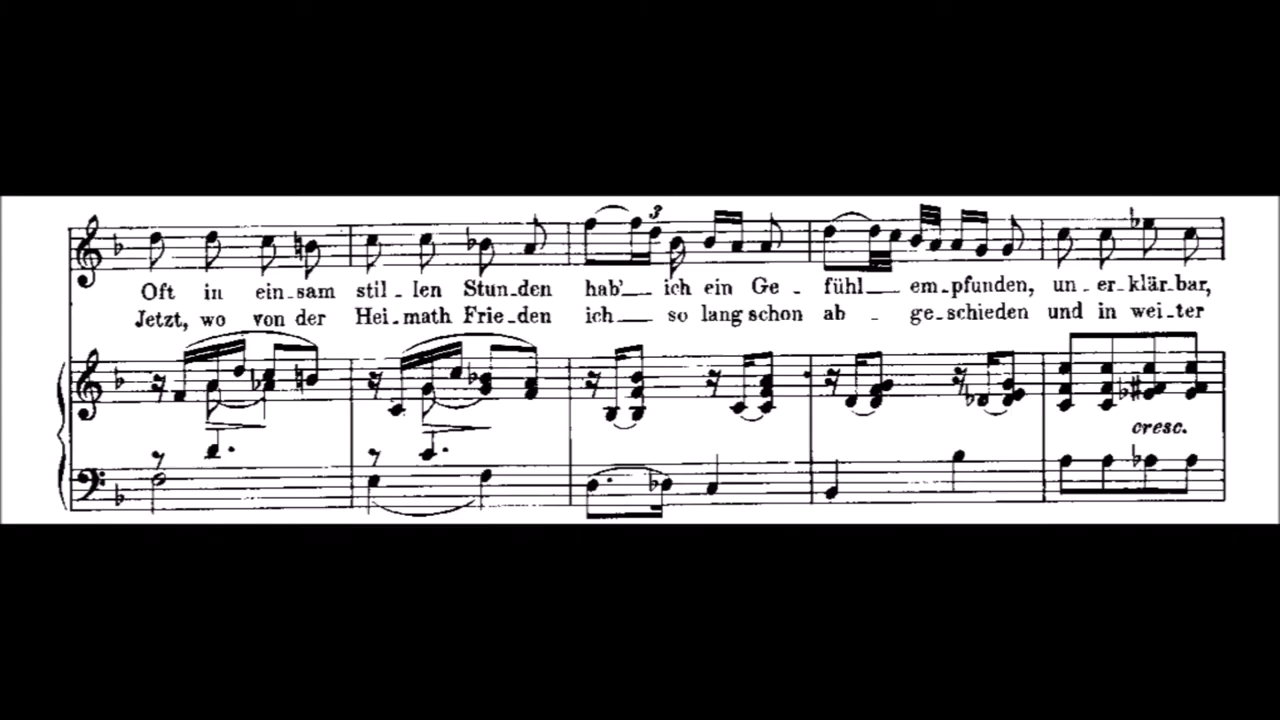 3
Oft in ein-sam stil-len Stun-den hab' ich ein Ge-fühl em-pfunden, un-er-klär-bar,
Jetzt, wo von der Hei-math Frie-den ich so lang schon ab-ge-schieden und in wei-ter
cresc.